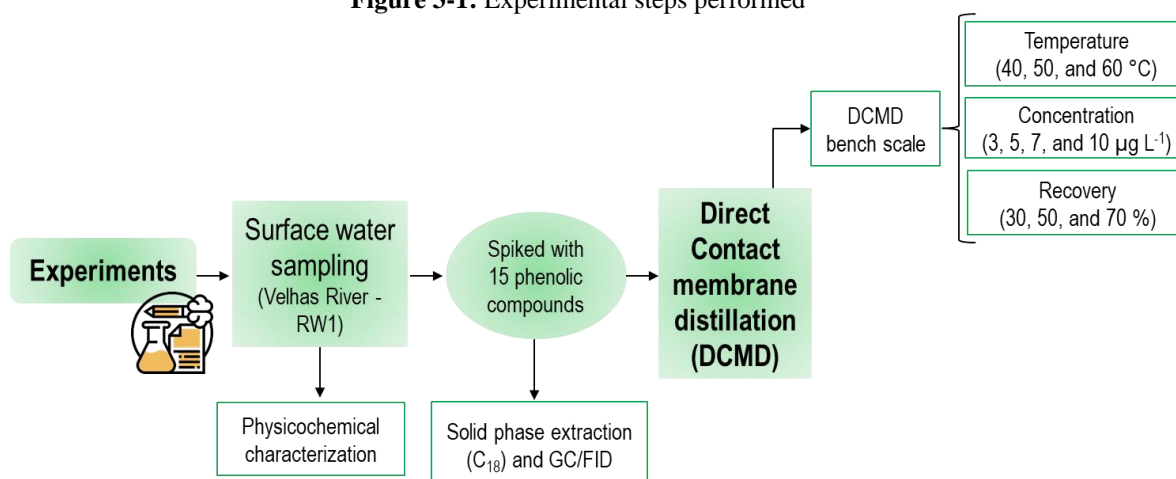 Figure 3-1: Experimental steps performed
Experiments
Surface water
sampling
(Velhas River -
RW1)
Physicochemical
characterization
Spiked with
15 phenolic
compounds
Solid phase extraction
(C₁₈) and GC/FID
Direct
Contact
membrane
distillation
(DCMD)
DCMD
bench scale
Temperature
(40, 50, and 60 °C)
Concentration
(3, 5, 7, and 10 µg L⁻¹)
Recovery
(30, 50, and 70 %)